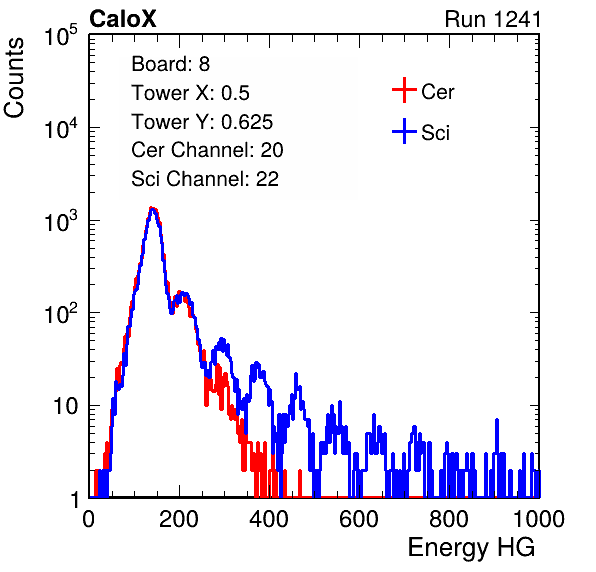 CaloX Run 1241
Counts
10^5
10^4
10^3
10^2
10
1
Board: 8
Tower X: 0.5
Tower Y: 0.625
Cer Channel: 20
Sci Channel: 22
Cer
Sci
0 200 400 600 800 1000
Energy HG